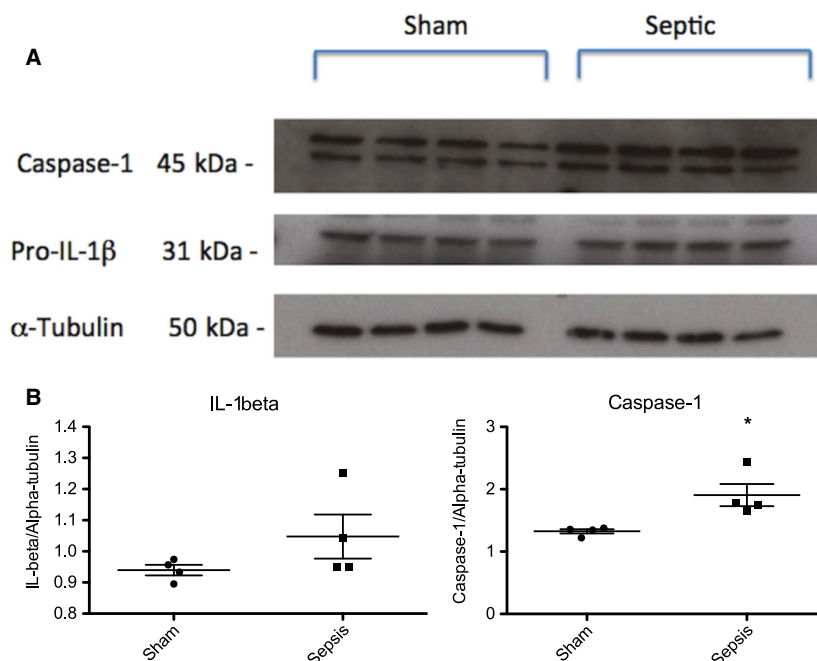 Sham Septic
A
Caspase-1 45 kDa -
Pro-IL-1β 31 kDa -
α-Tubulin 50 kDa -
B
IL-1beta
IL-beta/Alpha-tubulin
1.4
1.3
1.2
1.1
1.0
0.9
0.8
Sham Sepsis
Caspase-1
*
Caspase-1/Alpha-tubulin
3
2
1
0
Sham Sepsis